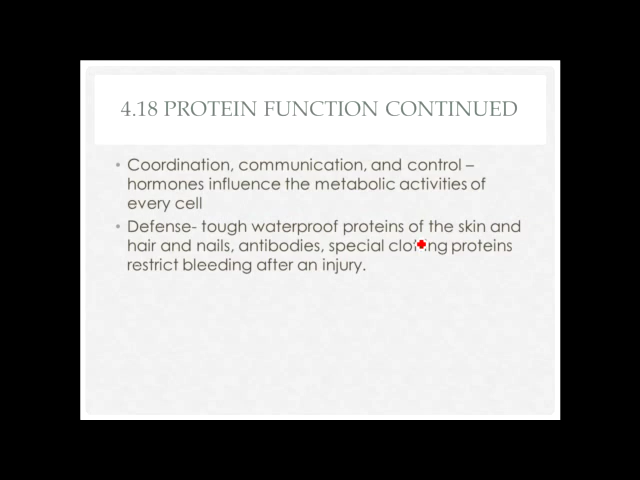 4.18 PROTEIN FUNCTION CONTINUED
• Coordination, communication, and control –
hormones influence the metabolic activities of
every cell
• Defense- tough waterproof proteins of the skin and
hair and nails, antibodies, special clotting proteins
restrict bleeding after an injury.